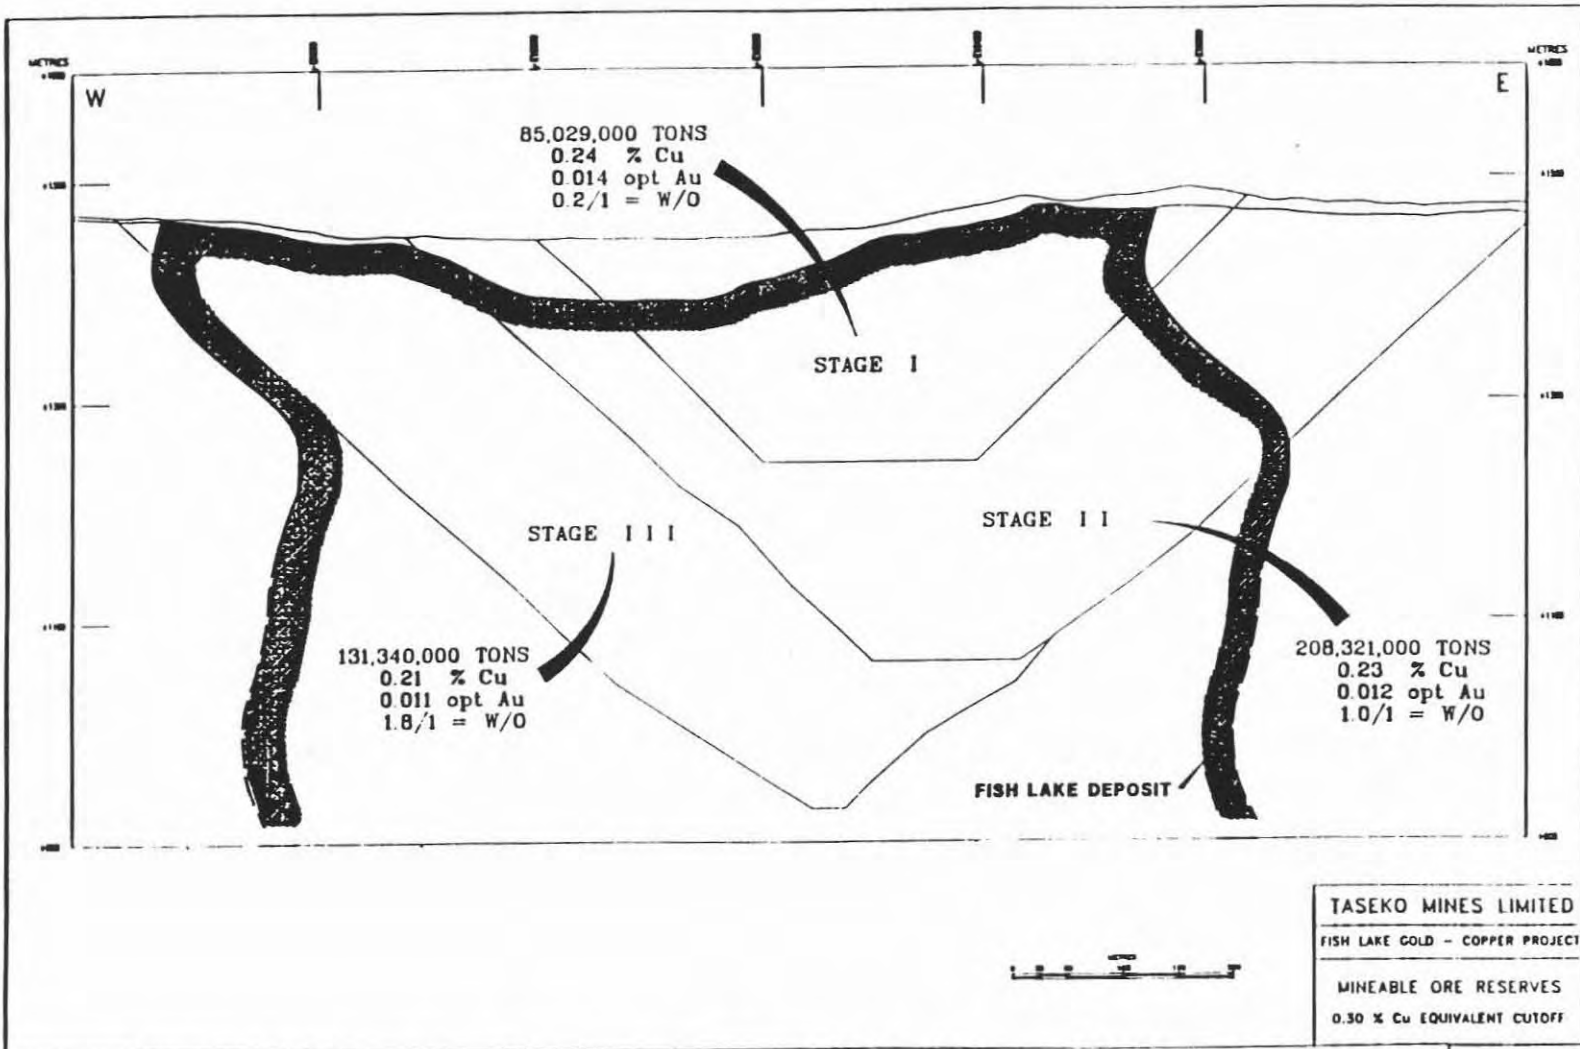 METRES
METRES
W
E
85,029,000 TONS
0.24 % Cu
0.014 opt Au
0.2/1 = W/O
STAGE I
STAGE II
STAGE III
131,340,000 TONS
0.21 % Cu
0.011 opt Au
1.8/1 = W/O
208,321,000 TONS
0.23 % Cu
0.012 opt Au
1.0/1 = W/O
FISH LAKE DEPOSIT
METRES
TASEKO MINES LIMITED
FISH LAKE GOLD - COPPER PROJECT
MINEABLE ORE RESERVES
0.30 % Cu EQUIVALENT CUTOFF